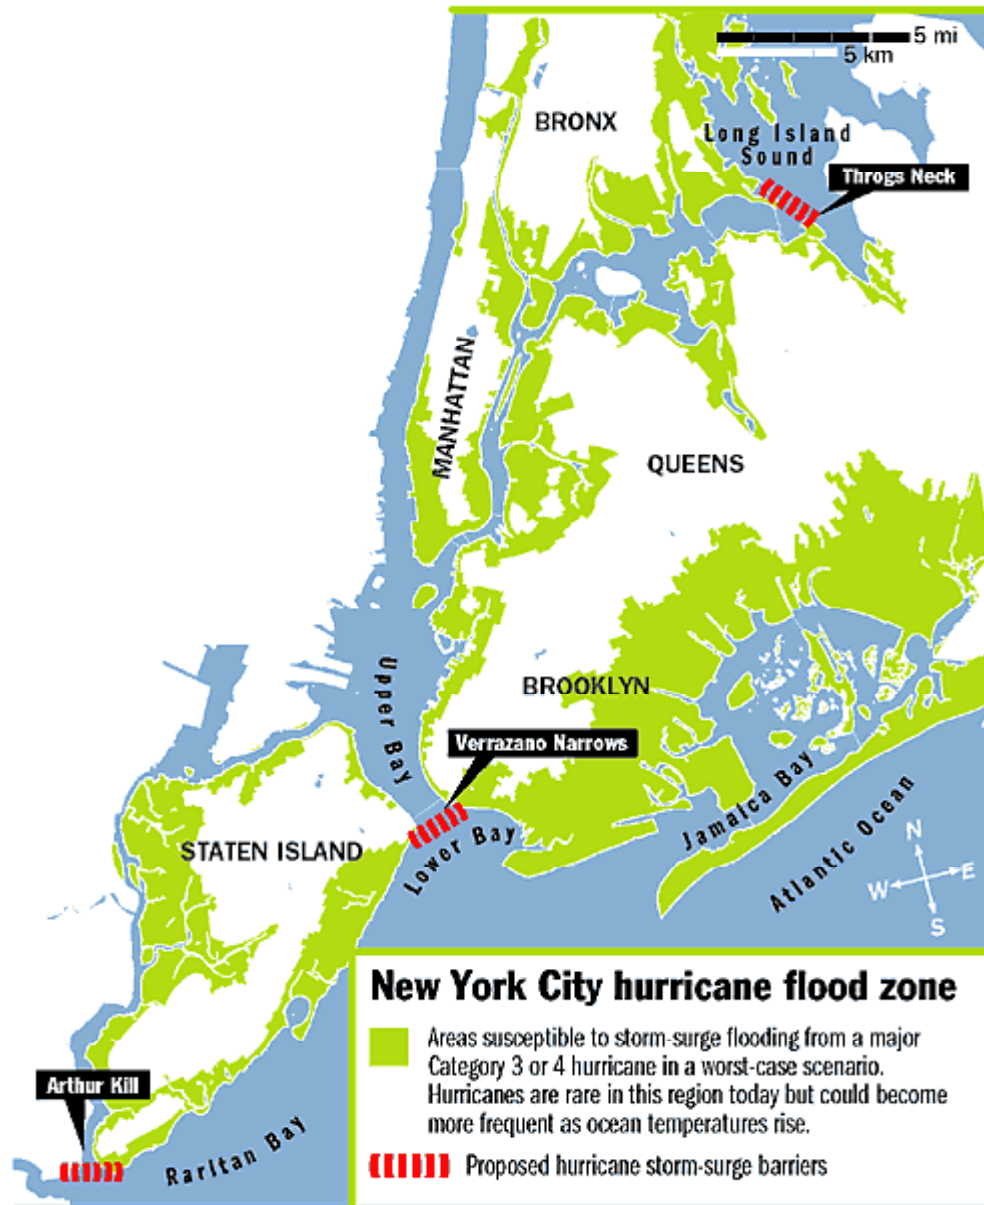 5 mi
5 km
BRONX
Long Island
Sound
Throgs Neck
MANHATTAN
QUEENS
Upper Bay
BROOKLYN
Verrazano Narrows
Jamaica Bay
STATEN ISLAND
Lower Bay
Atlantic Ocean
N
W
E
S
New York City hurricane flood zone
Areas susceptible to storm-surge flooding from a major
Category 3 or 4 hurricane in a worst-case scenario.
Hurricanes are rare in this region today but could become
more frequent as ocean temperatures rise.
Arthur Kill
Raritan Bay
Proposed hurricane storm-surge barriers